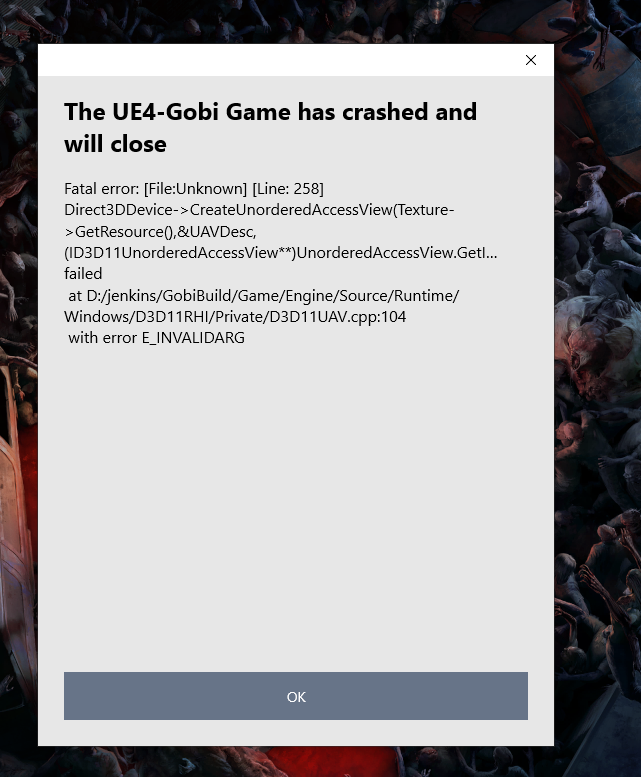 The UE4-Gobi Game has crashed and
will close
Fatal error: [File:Unknown] [Line: 258]
Direct3DDevice->CreateUnorderedAccessView(Texture-
>GetResource(),&UAVDesc,
(ID3D11UnorderedAccessView**)UnorderedAccessView.GetI...
failed
at D:/jenkins/GobiBuild/Game/Engine/Source/Runtime/
Windows/D3D11RHI/Private/D3D11UAV.cpp:104
with error E_INVALIDARG
OK